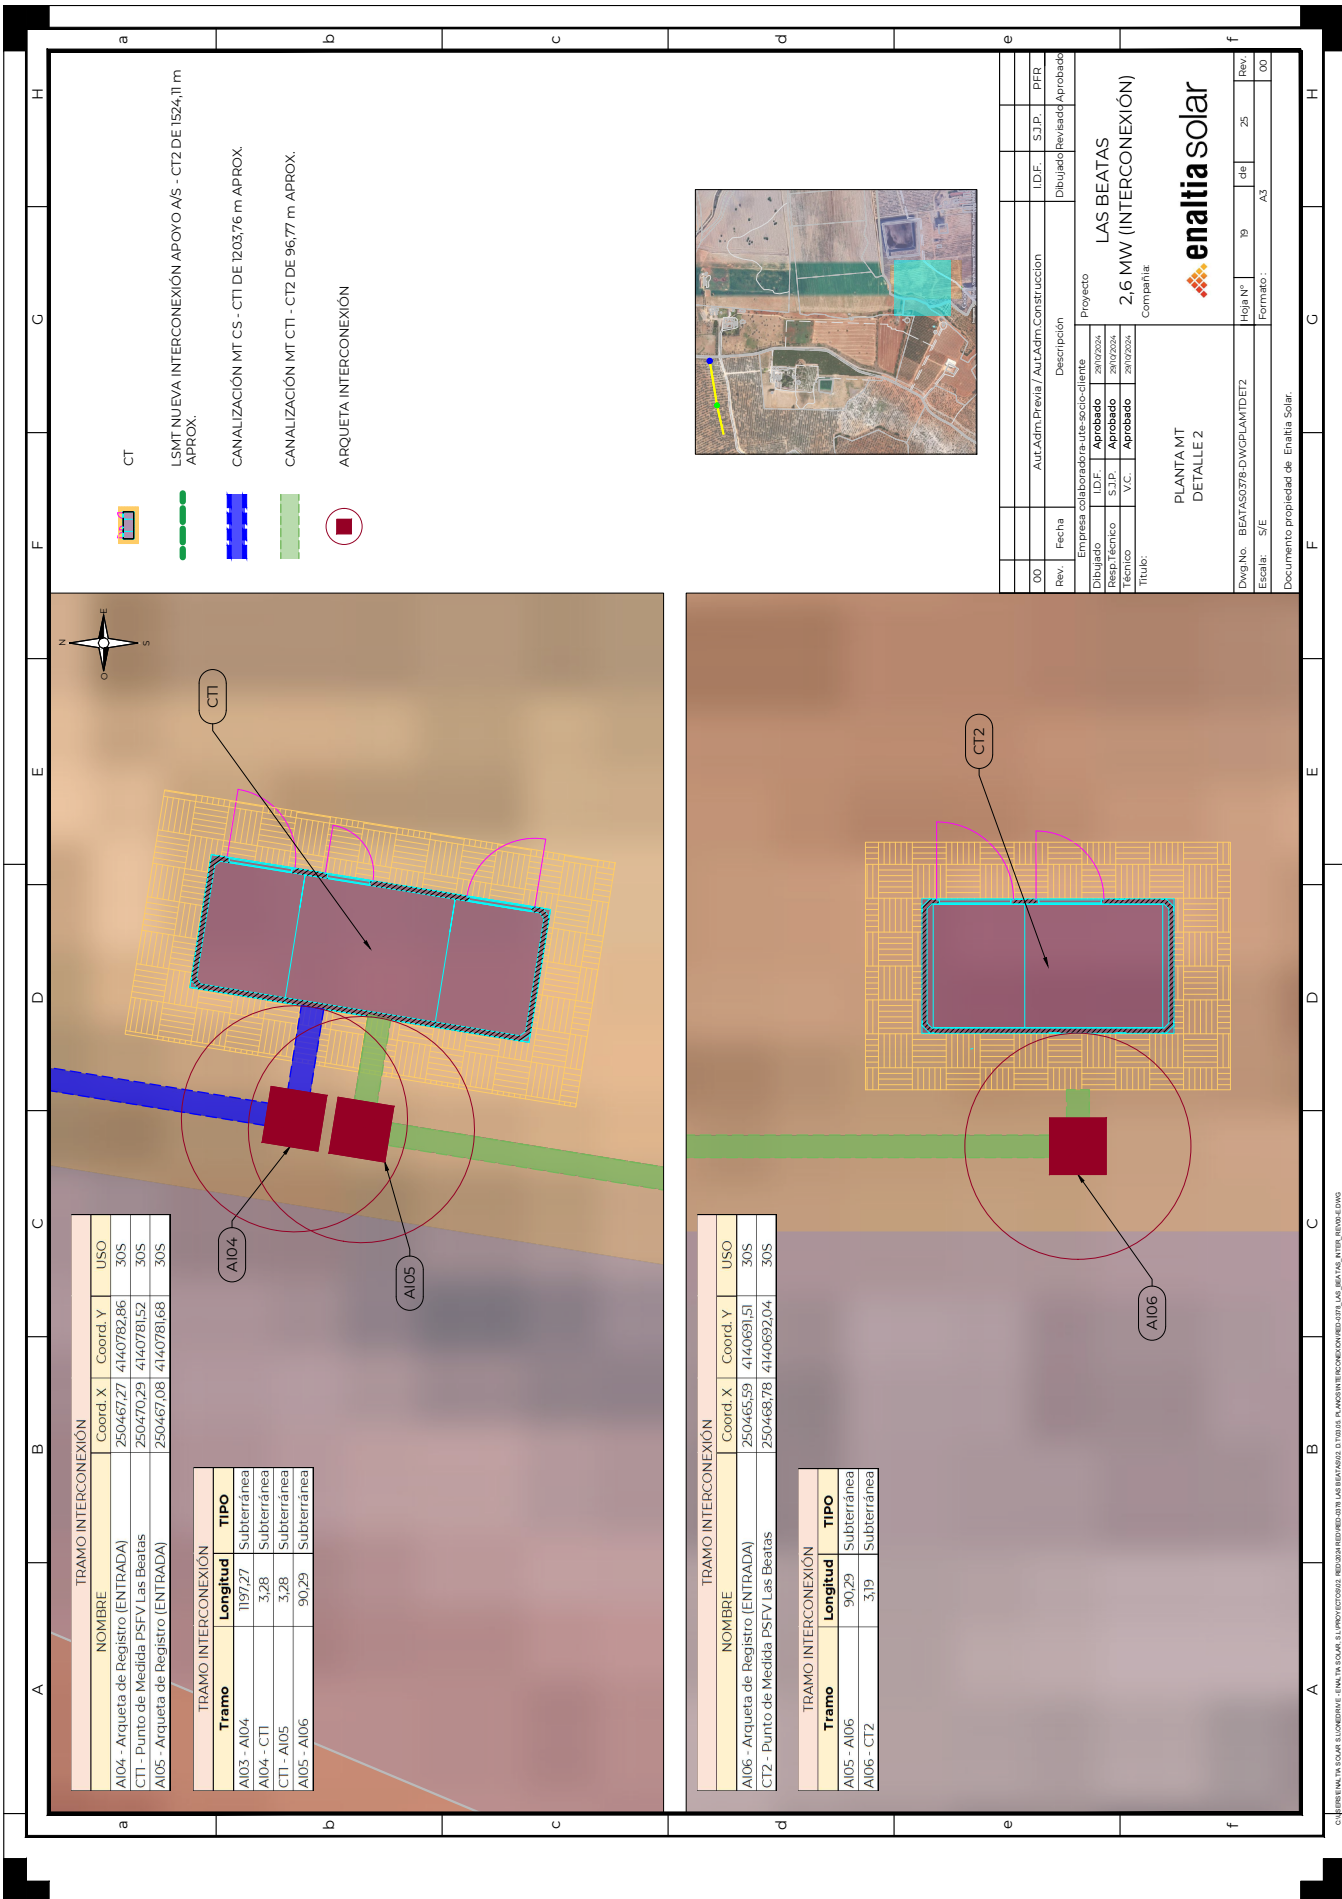 H
G
F
E
D
C
B
A
a
b
c
d
e
f
N
E
S
O
CT1
AI04
AI05
TRAMO INTERCONEXIÓN
NOMBRE Coord. X Coord. Y USO
AI04 - Arqueta de Registro (ENTRADA) 250467,27 4140782,86 30S
CT1 - Punto de Medida PSFV Las Beatas 250470,29 4140781,52 30S
AI05 - Arqueta de Registro (ENTRADA) 250467,08 4140781,68 30S
TRAMO INTERCONEXIÓN
Tramo Longitud TIPO
AI03 - AI04 1197,27 Subterránea
AI04 - CT1 3,28 Subterránea
CT1 - AI05 3,28 Subterránea
AI05 - AI06 90,29 Subterránea
CT2
AI06
TRAMO INTERCONEXIÓN
NOMBRE Coord. X Coord. Y USO
AI06 - Arqueta de Registro (ENTRADA) 250465,59 4140691,51 30S
CT2 - Punto de Medida PSFV Las Beatas 250468,78 4140692,04 30S
TRAMO INTERCONEXIÓN
Tramo Longitud TIPO
AI05 - AI06 90,29 Subterránea
AI06 - CT2 3,19 Subterránea
CT
LSMT NUEVA INTERCONEXIÓN APOYO A/S - CT2 DE 1524,11 m
APROX.
CANALIZACIÓN MT CS - CT1 DE 1203,76 m APROX.
CANALIZACIÓN MT CT1 - CT2 DE 96,77 m APROX.
ARQUETA INTERCONEXIÓN
00 Aut.Adm.Previa / Aut.Adm.Construccion I.D.F. S.J.P. PFR
Rev. Fecha Descripción Dibujado Revisado Aprobado
Empresa colaboradora-ute-socio-cliente
Dibujado I.D.F. Aprobado 29/10/2024
Resp.Técnico S.J.P. Aprobado 29/10/2024
Técnico V.C. Aprobado 29/10/2024
Proyecto
LAS BEATAS
2,6 MW (INTERCONEXIÓN)
Título:
PLANTA MT
DETALLE 2
Compañia:
enaltia solar
Dwg.No. BEATAS0378-DWGPLAMTDET2 Hoja Nº 19 de 25 Rev.
Escala: S/E Formato : A3 00
Documento propiedad de Enaltia Solar.
a
b
c
d
e
f
H
G
F
E
D
C
B
A